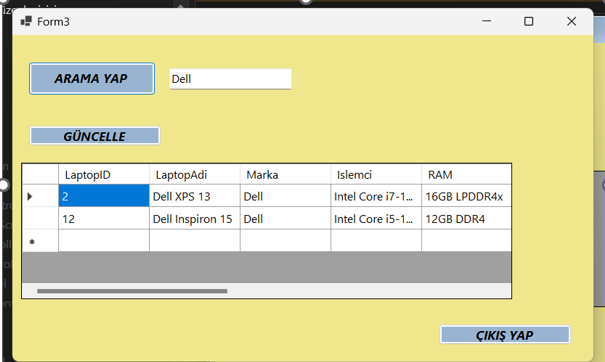 Form3
ARAMA YAP Dell
GÜNCELLE
LaptopID LaptopAdi Marka Islemci RAM
2 Dell XPS 13 Dell Intel Core i7-1... 16GB LPDDR4x
12 Dell Inspiron 15 Dell Intel Core i5-1... 12GB DDR4
ÇIKIŞ YAP